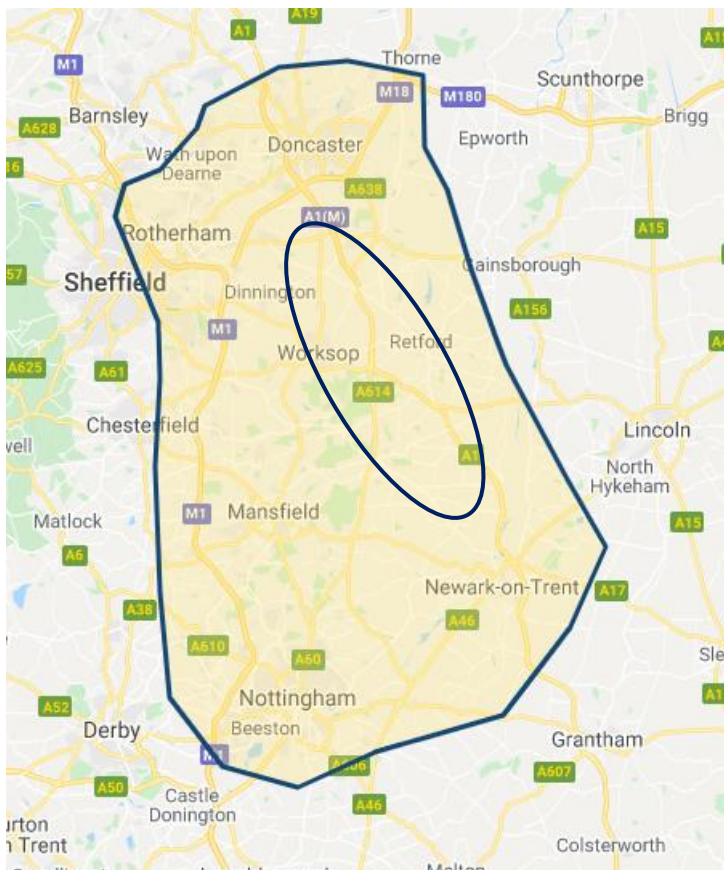 A19
A1
Thorne
M1
Scunthorpe
M18
M180
Barnsley
Brigg
A628
Doncaster
Epworth
Wath upon
Dearne
A638
A1(M)
A15
Rotherham
Gainsborough
Sheffield
Dinnington
A156
M1
Retford
Worksop
A625
A61
A614
Chesterfield
Lincoln
A1
North
Hykeham
M1
Mansfield
Matlock
A15
A6
Newark-on-Trent
A38
A17
A46
A610
A60
Nottingham
A52
Derby
Beeston
Grantham
M1
A606
A607
A50
Castle
Donington
A46
Trent
Colsterworth